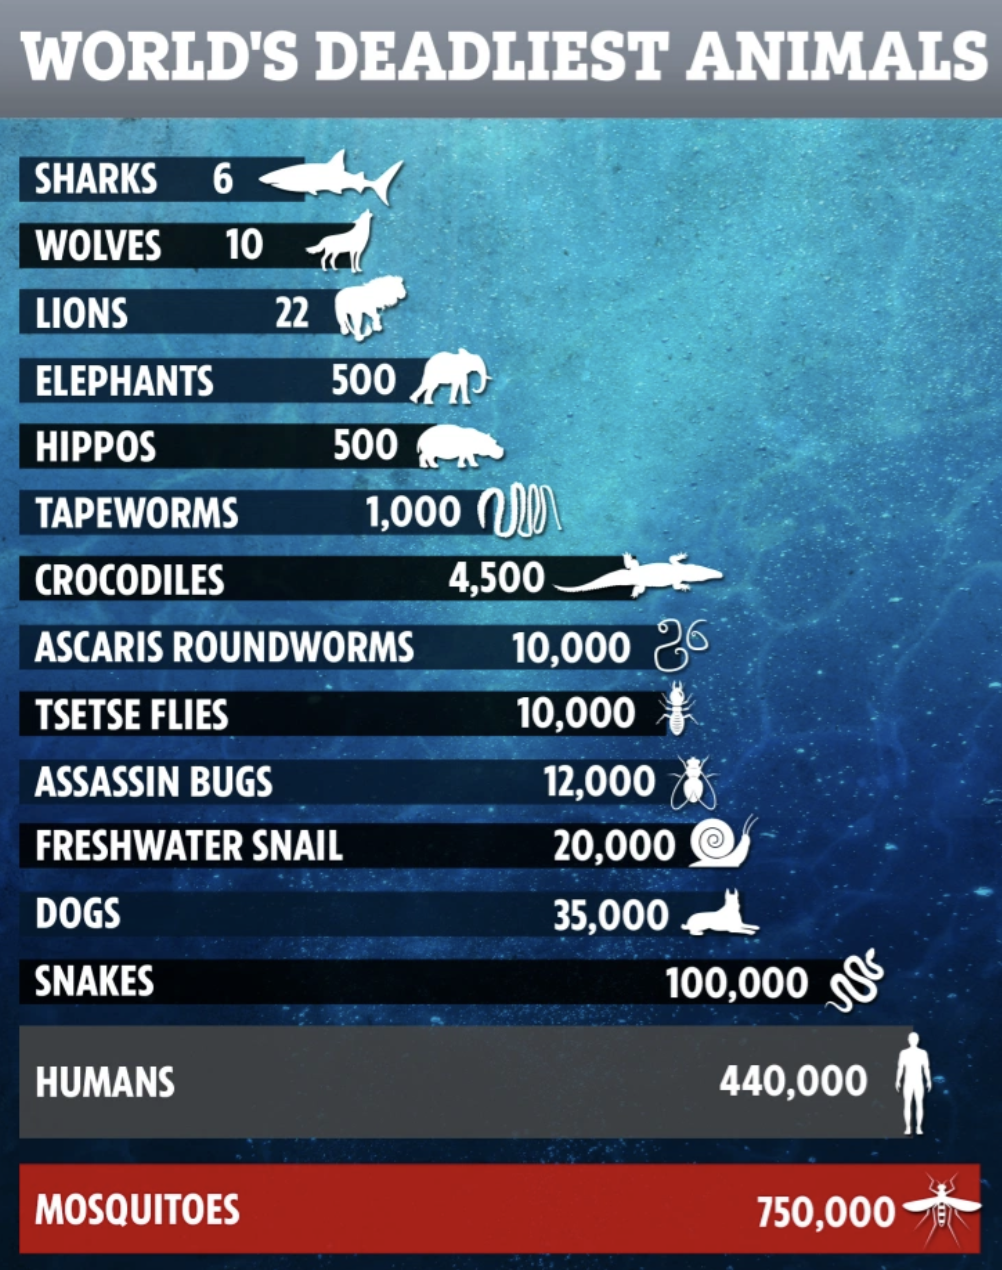 WORLD'S DEADLIEST ANIMALS
SHARKS 6
WOLVES 10
LIONS 22
ELEPHANTS 500
HIPPOS 500
TAPEWORMS 1,000
CROCODILES 4,500
ASCARIS ROUNDWORMS 10,000
TSETSE FLIES 10,000
ASSASSIN BUGS 12,000
FRESHWATER SNAIL 20,000
DOGS 35,000
SNAKES 100,000
HUMANS 440,000
MOSQUITOES 750,000